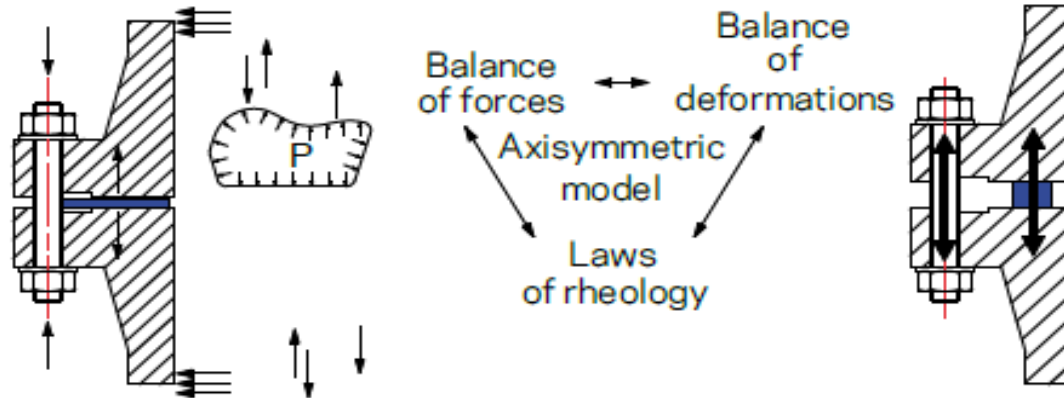 P
Balance
of forces
Balance
of
deformations
Axisymmetric
model
Laws
of rheology